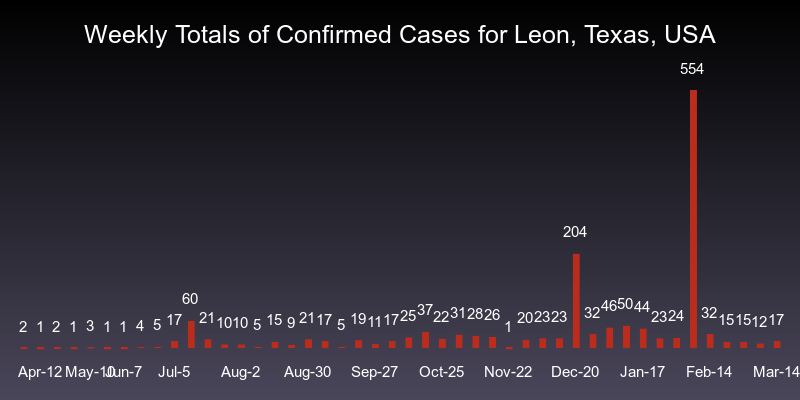 Weekly Totals of Confirmed Cases for Leon, Texas, USA
554
204
60
2 1 2 1 3 1 1 4 5 17 21 10 10 5 15 9 21 17 5 19 11 17 25 37 22 31 28 26 1 20 23 23 32 46 50 44 23 24 32 15 15 12 17
Apr-12 May-10 Jun-7 Jul-5 Aug-2 Aug-30 Sep-27 Oct-25 Nov-22 Dec-20 Jan-17 Feb-14 Mar-14